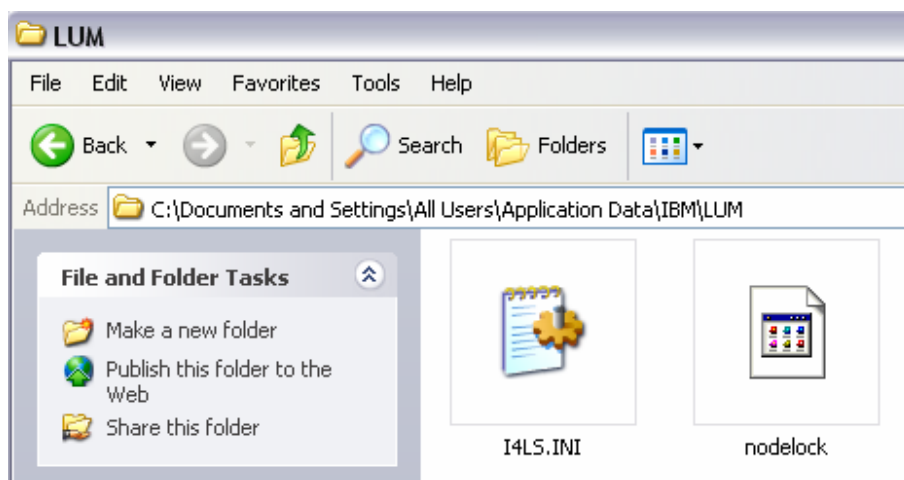 LUM
File Edit View Favorites Tools Help
Back Search Folders
Address C:\Documents and Settings\All Users\Application Data\IBM\LUM
File and Folder Tasks
Make a new folder
Publish this folder to the
Web
Share this folder
I4LS.INI nodelock